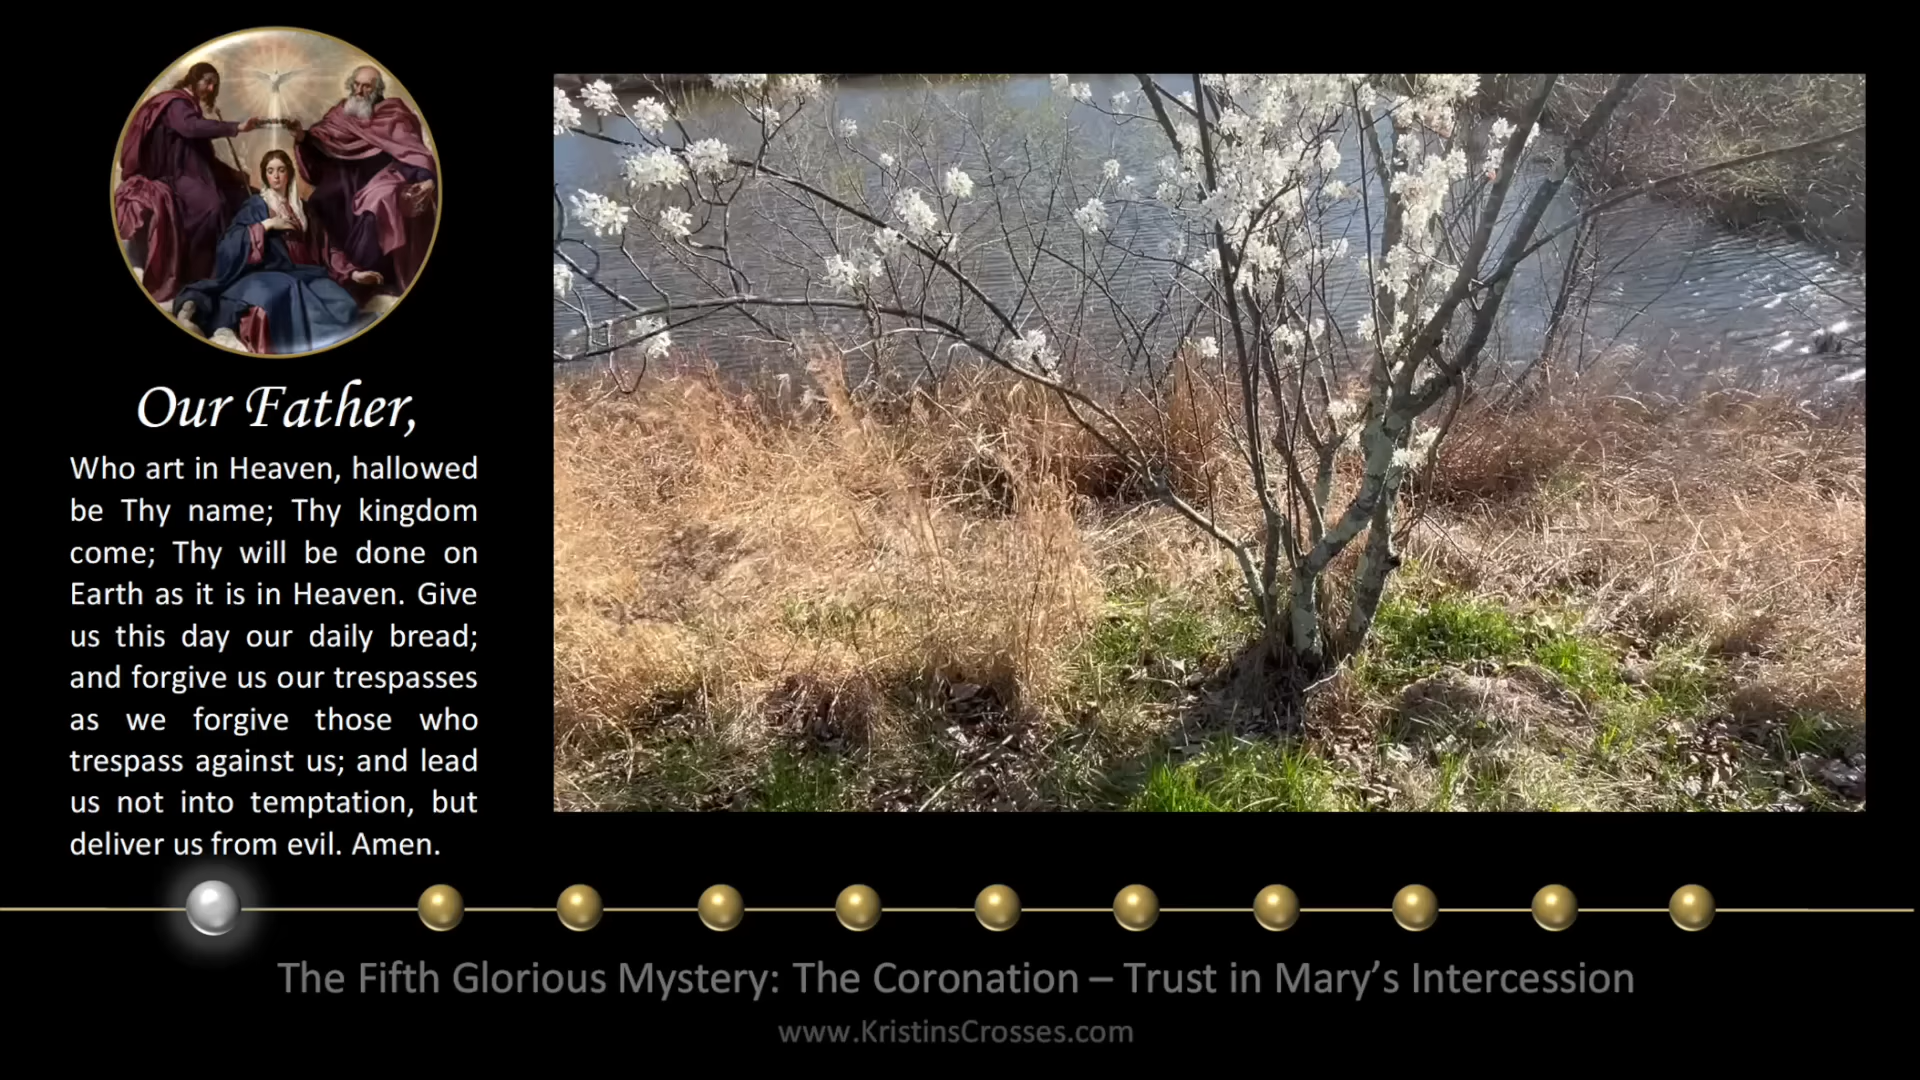 Our Father,
Who art in Heaven, hallowed
be Thy name; Thy kingdom
come; Thy will be done on
Earth as it is in Heaven. Give
us this day our daily bread;
and forgive us our trespasses
as we forgive those who
trespass against us; and lead
us not into temptation, but
deliver us from evil. Amen.
The Fifth Glorious Mystery: The Coronation – Trust in Mary’s Intercession
www.KristinsCrosses.com